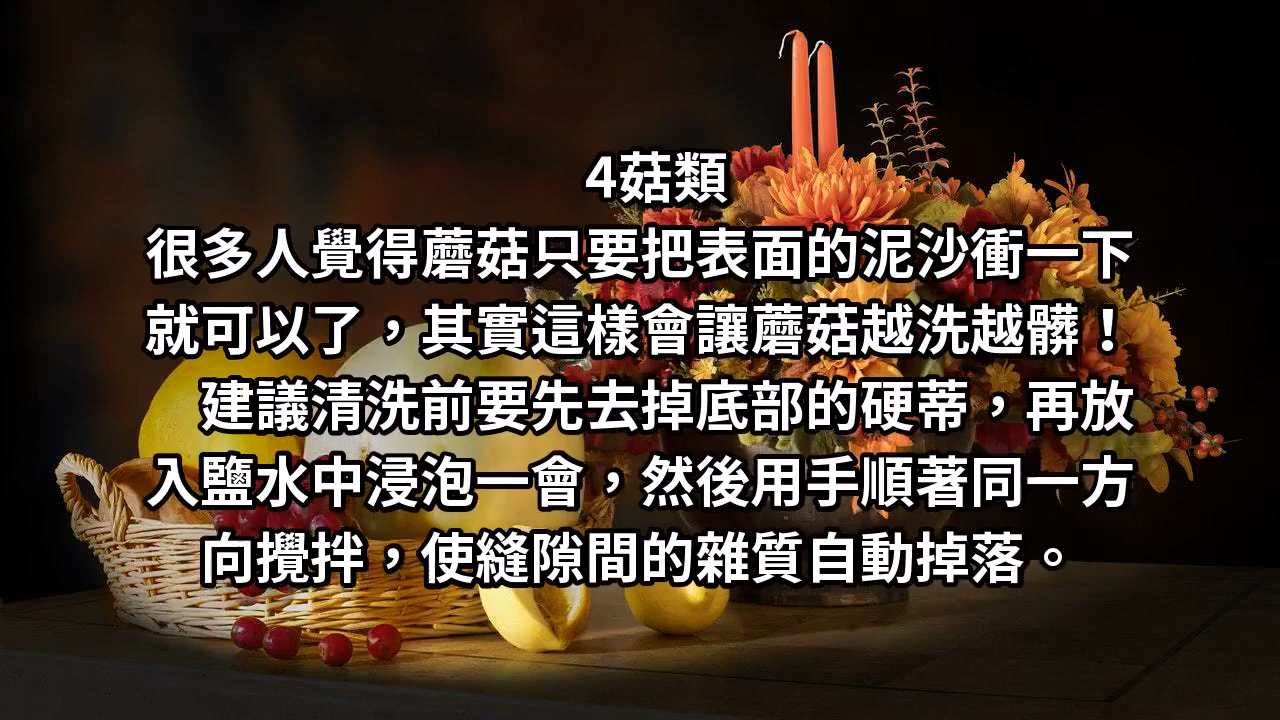 4菇類
很多人覺得蘑菇只要把表面的泥沙衝一下
就可以了，其實這樣會讓蘑菇越洗越髒！
建議清洗前要先去掉底部的硬蒂，再放
入鹽水中浸泡一會，然後用手順著同一方
向攪拌，使縫隙間的雜質自動掉落。